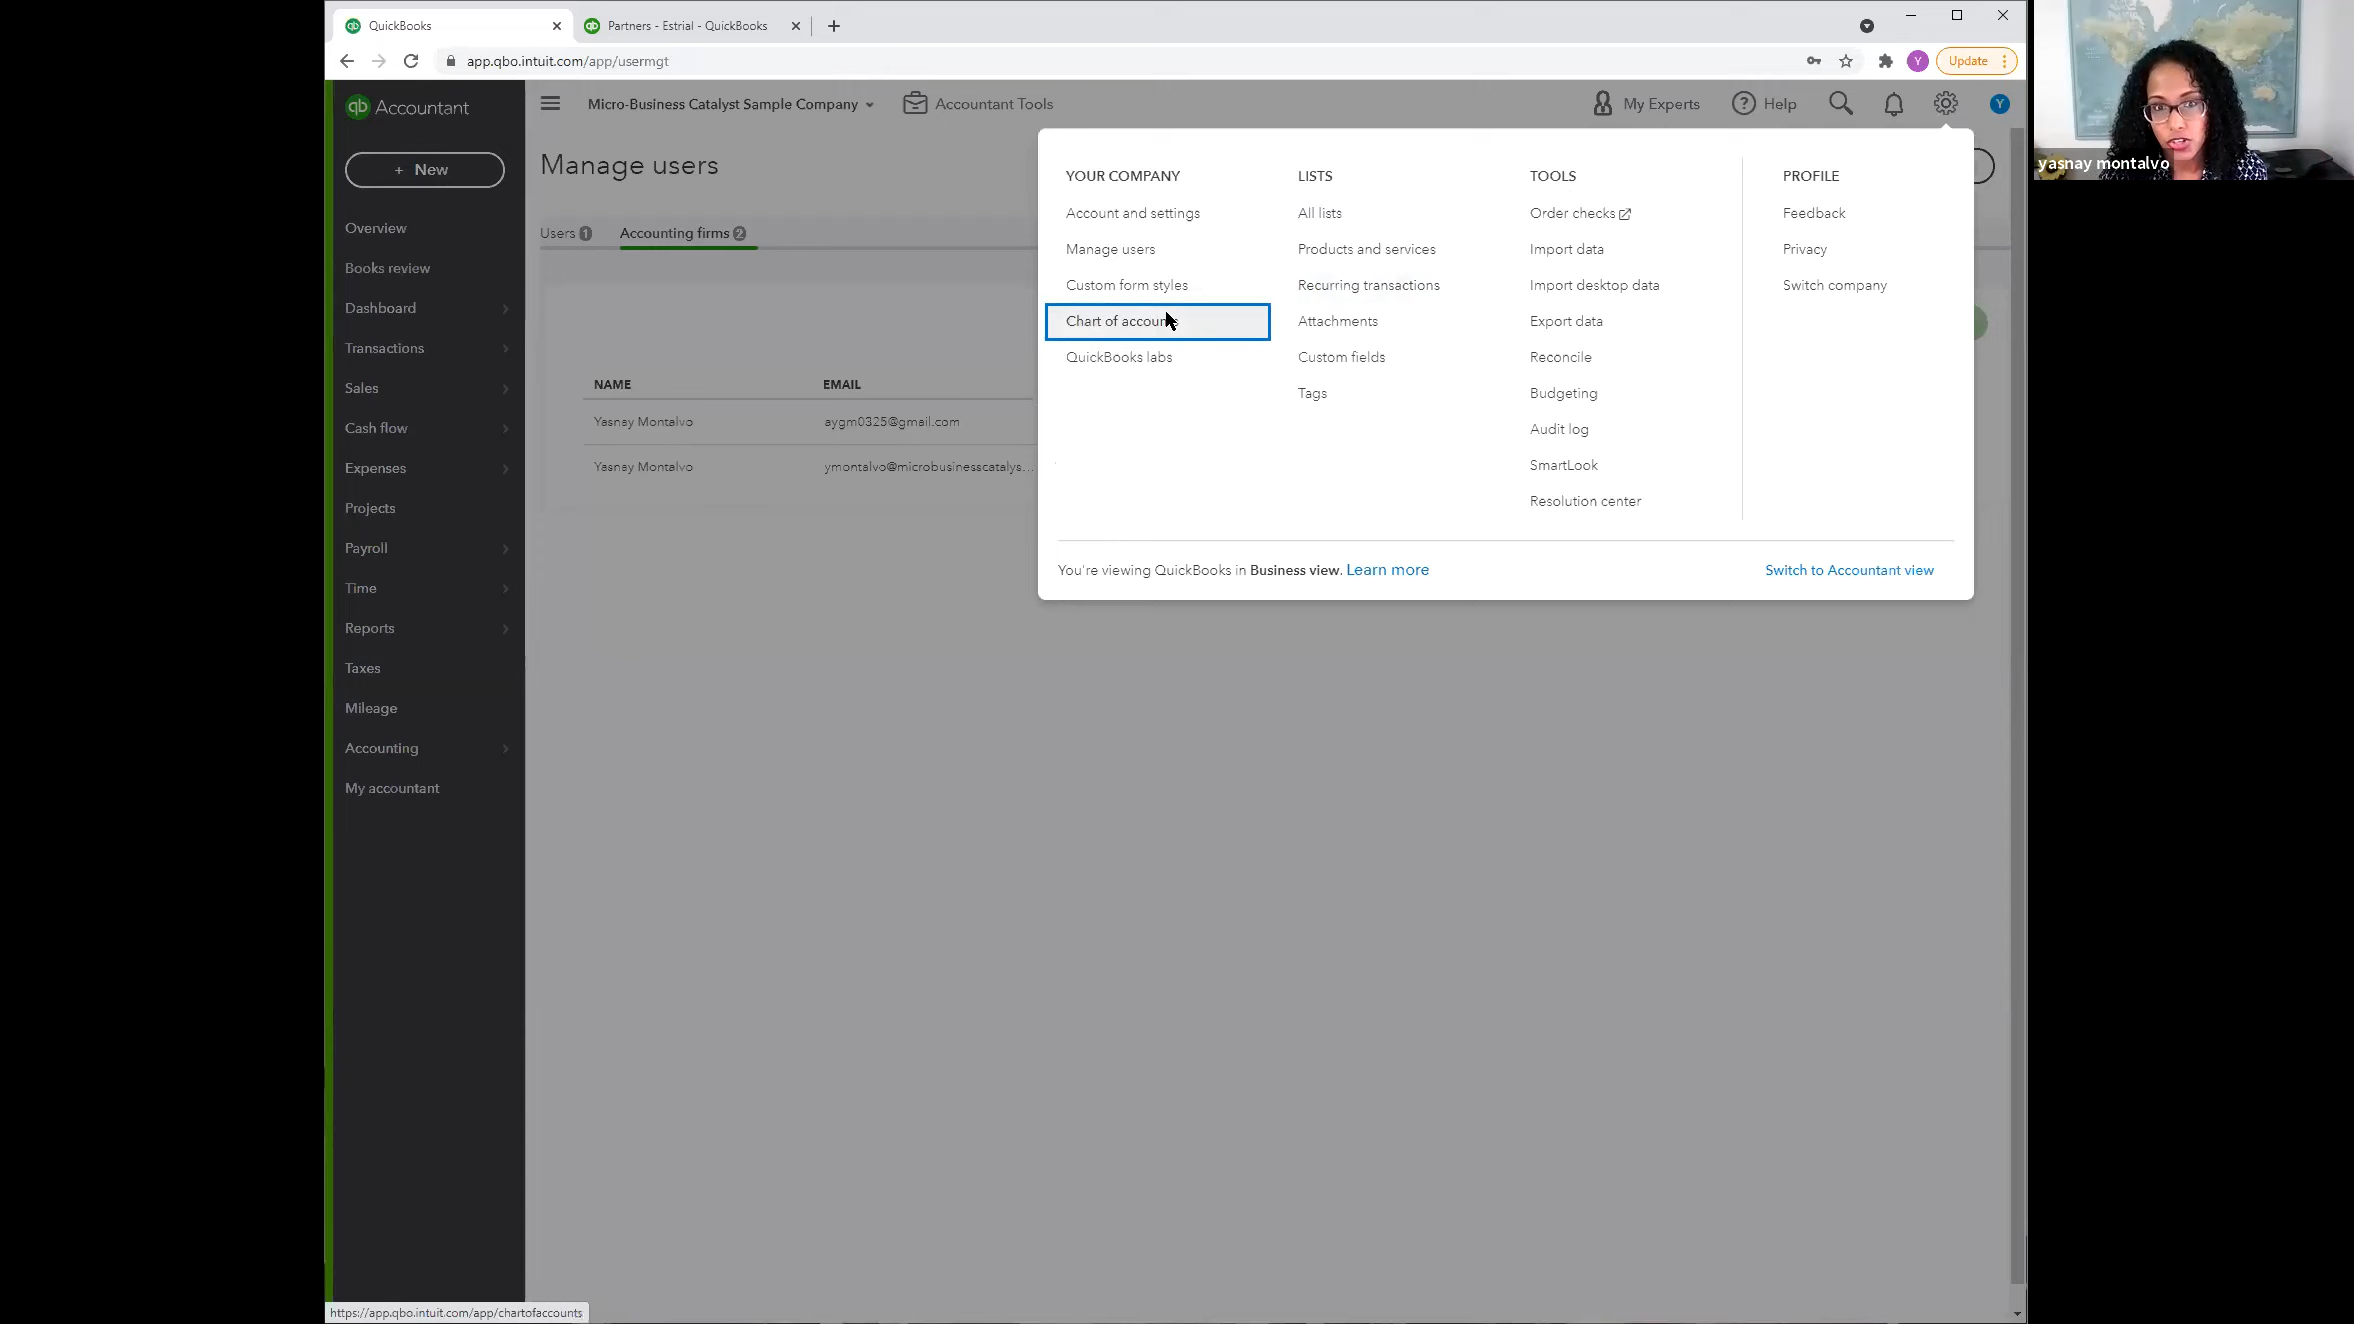 QuickBooks
Partners - Estrial - QuickBooks
app.qbo.intuit.com/app/usermgt
Y
Update
qb Accountant
Micro-Business Catalyst Sample Company
Accountant Tools
My Experts
? Help
Y
yasnay montalvo
+ New
Overview
Books review
Dashboard
Transactions
Sales
Cash flow
Expenses
Projects
Payroll
Time
Reports
Taxes
Mileage
Accounting
My accountant
Manage users
Users 1
Accounting firms 2
NAME EMAIL
Yasnay Montalvo aygm0325@gmail.com
Yasnay Montalvo ymontalvo@microbusinesscatalys...
YOUR COMPANY
Account and settings
Manage users
Custom form styles
Chart of accounts
QuickBooks labs
LISTS
All lists
Products and services
Recurring transactions
Attachments
Custom fields
Tags
TOOLS
Order checks
Import data
Import desktop data
Export data
Reconcile
Budgeting
Audit log
SmartLook
Resolution center
PROFILE
Feedback
Privacy
Switch company
You're viewing QuickBooks in Business view. Learn more
Switch to Accountant view
https://app.qbo.intuit.com/app/chartofaccounts